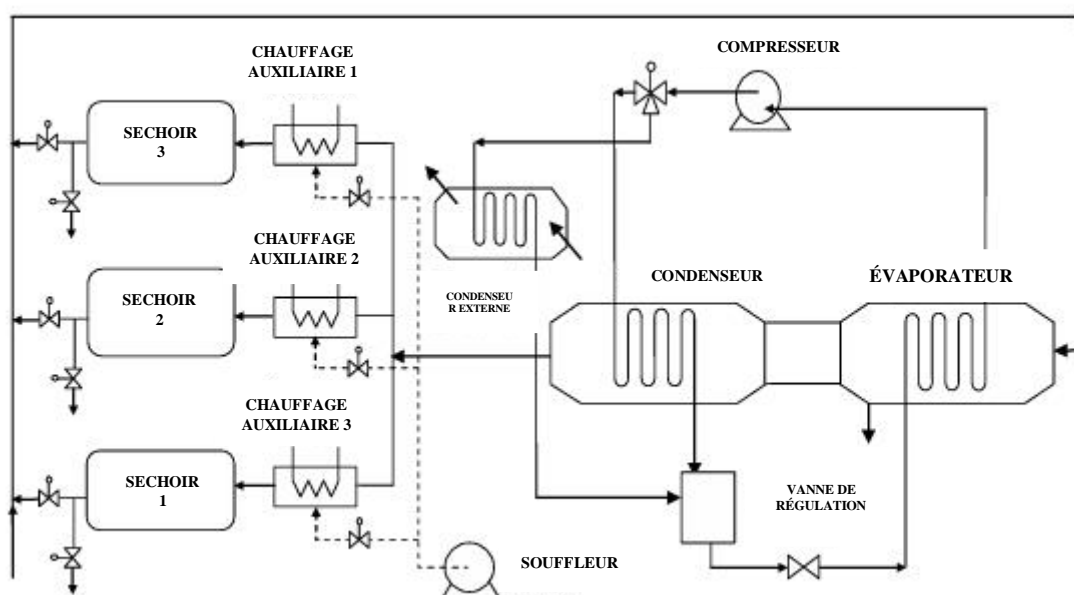 COMPRESSEUR
CHAUFFAGE
AUXILIAIRE 1
SECHOIR
3
CHAUFFAGE
AUXILIAIRE 2
SECHOIR
2
CONDENSEU
R EXTERNE
CONDENSEUR
ÉVAPORATEUR
CHAUFFAGE
AUXILIAIRE 3
SECHOIR
1
VANNE DE
RÉGULATION
SOUFFLEUR